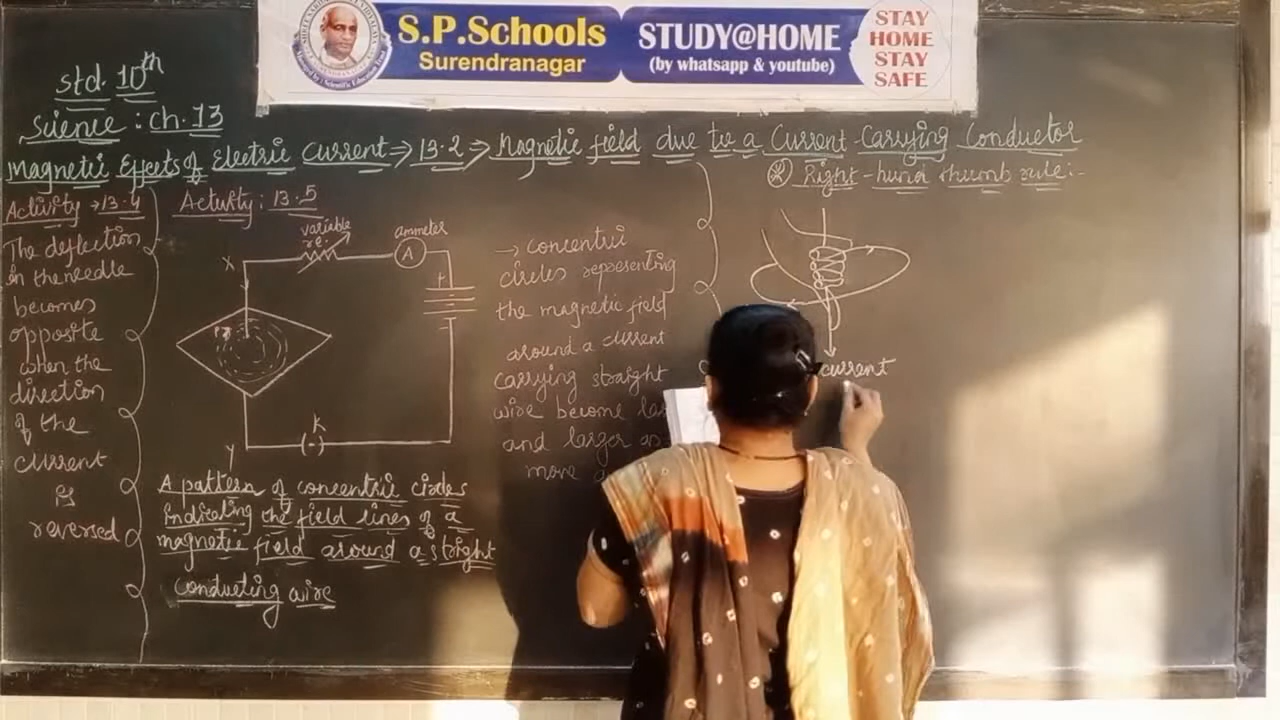 S.P.Schools
Surendranagar
STUDY@HOME
(by whatsapp & youtube)
STAY
HOME
STAY
SAFE
std. 10th
Science : ch. 13
Magnetic Effects of Electric Current ⇒ 13.2 ⇒ Magnetic field due to a Current-Carrying Conductor
Activity → 13.4
The deflection
in the needle
becomes
opposite
when the
direction
of the
current
is
reversed
Activity : 13.5
variable
re.
ammeter
A
X
+
-
P
K
(-)
Y
A pattern of concentric circles
indicating the field lines of a
magnetic field around a stright
conducting wire
→ concentric
circles representing
the magnetic field
around a current
carrying straight
wire become
and larger as
move
Right-hand thumb rule:-
current